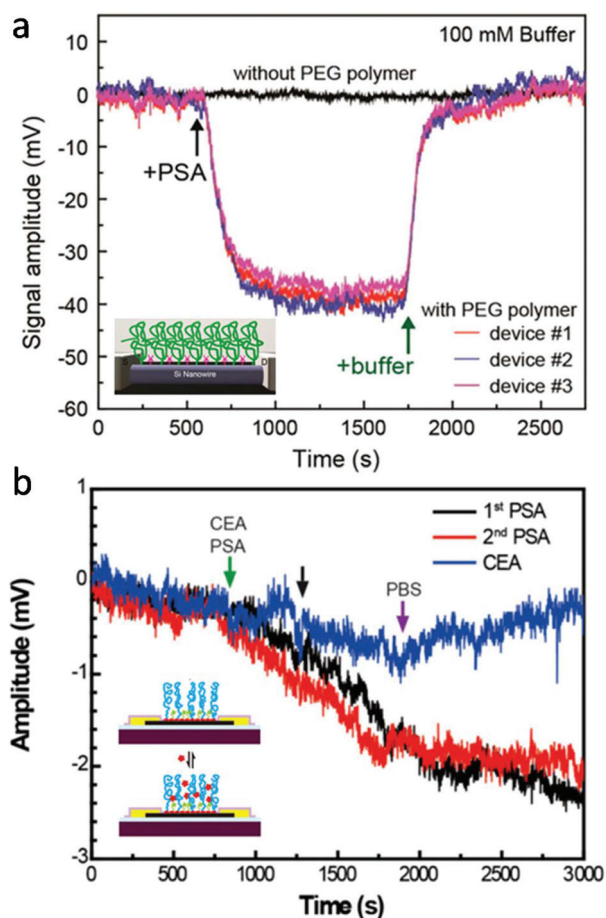 a
100 mM Buffer
without PEG polymer
+PSA
with PEG polymer
device #1
device #2
device #3
+buffer
Si Nanowire
S
D
10
0
-10
-20
-30
-40
-50
-60
Signal amplitude (mV)
0
500
1000
1500
2000
2500
Time (s)
b
1st PSA
2nd PSA
CEA
CEA
PSA
PBS
1
0
-1
-2
-3
Amplitude (mV)
0
500
1000
1500
2000
2500
3000
Time (s)